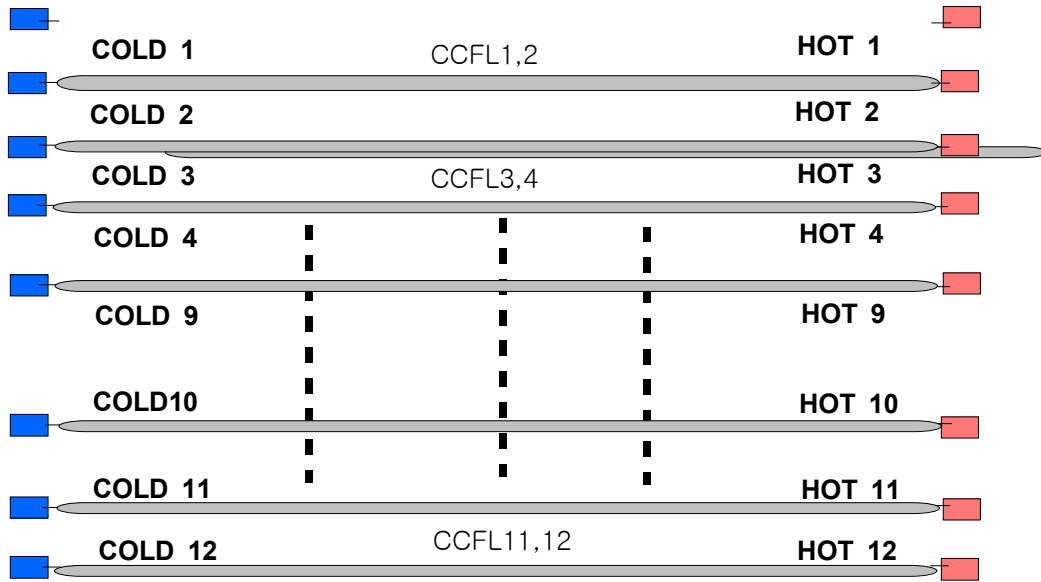 COLD 1 CCFL1,2 HOT 1
COLD 2 HOT 2
COLD 3 CCFL3,4 HOT 3
COLD 4 HOT 4
COLD 9 HOT 9
COLD10 HOT 10
COLD 11 HOT 11
COLD 12 CCFL11,12 HOT 12